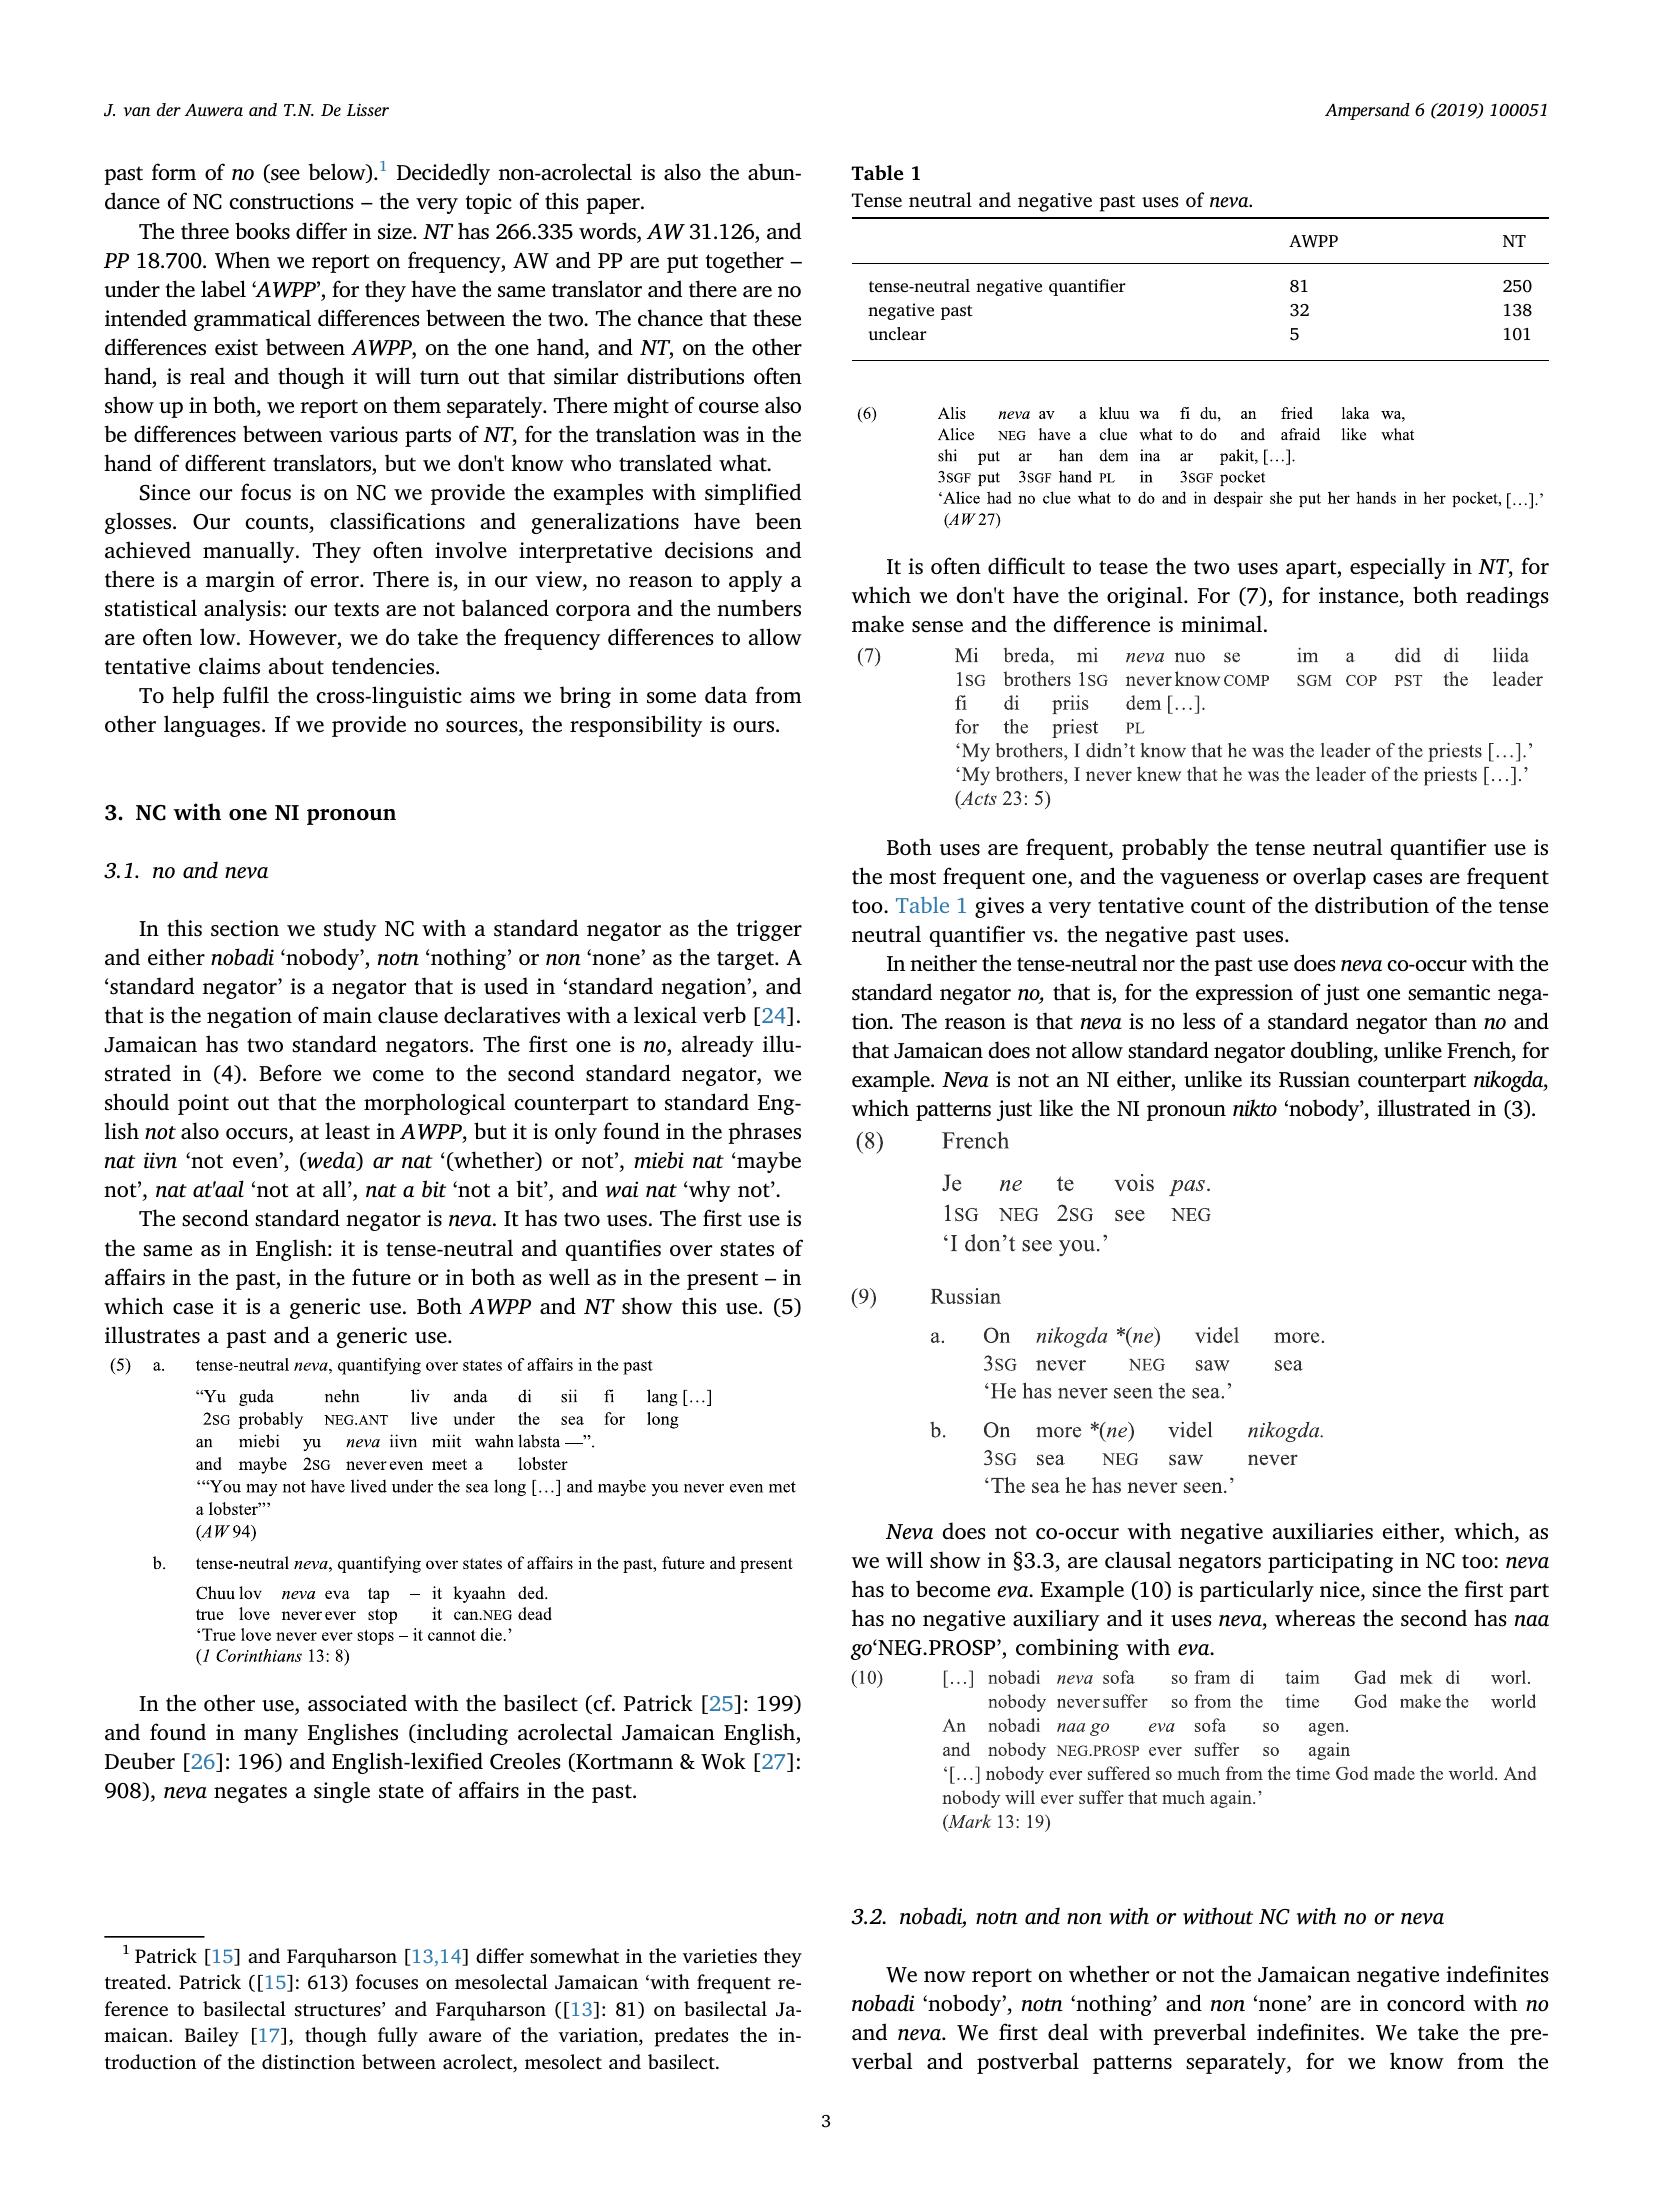 J. van der Auwera and T.N. De Lisser
Ampersand 6 (2019) 100051
past form of no (see below).1 Decidedly non-acrolectal is also the abun-
dance of NC constructions – the very topic of this paper.
The three books differ in size. NT has 266.335 words, AW 31.126, and
PP 18.700. When we report on frequency, AW and PP are put together –
under the label ‘AWPP’, for they have the same translator and there are no
intended grammatical differences between the two. The chance that these
differences exist between AWPP, on the one hand, and NT, on the other
hand, is real and though it will turn out that similar distributions often
show up in both, we report on them separately. There might of course also
be differences between various parts of NT, for the translation was in the
hand of different translators, but we don't know who translated what.
Since our focus is on NC we provide the examples with simplified
glosses. Our counts, classifications and generalizations have been
achieved manually. They often involve interpretative decisions and
there is a margin of error. There is, in our view, no reason to apply a
statistical analysis: our texts are not balanced corpora and the numbers
are often low. However, we do take the frequency differences to allow
tentative claims about tendencies.
To help fulfil the cross-linguistic aims we bring in some data from
other languages. If we provide no sources, the responsibility is ours.
3. NC with one NI pronoun
3.1. no and neva
In this section we study NC with a standard negator as the trigger
and either nobadi ‘nobody’, notn ‘nothing’ or non ‘none’ as the target. A
‘standard negator’ is a negator that is used in ‘standard negation’, and
that is the negation of main clause declaratives with a lexical verb [24].
Jamaican has two standard negators. The first one is no, already illu-
strated in (4). Before we come to the second standard negator, we
should point out that the morphological counterpart to standard Eng-
lish not also occurs, at least in AWPP, but it is only found in the phrases
nat iivn ‘not even’, (weda) ar nat ‘(whether) or not’, miebi nat ‘maybe
not’, nat at'aal ‘not at all’, nat a bit ‘not a bit’, and wai nat ‘why not’.
The second standard negator is neva. It has two uses. The first use is
the same as in English: it is tense-neutral and quantifies over states of
affairs in the past, in the future or in both as well as in the present – in
which case it is a generic use. Both AWPP and NT show this use. (5)
illustrates a past and a generic use.
(5) a. tense-neutral neva, quantifying over states of affairs in the past
“Yu guda nehn liv anda di sii fi lang […]
2SG probably NEG.ANT live under the sea for long
an miebi yu neva iivn miit wahn labsta —”.
and maybe 2SG never even meet a lobster
‘“You may not have lived under the sea long […] and maybe you never even met
a lobster”’
(AW 94)
b. tense-neutral neva, quantifying over states of affairs in the past, future and present
Chuu lov neva eva tap – it kyaahn ded.
true love never ever stop it can.NEG dead
‘True love never ever stops – it cannot die.’
(1 Corinthians 13: 8)
In the other use, associated with the basilect (cf. Patrick [25]: 199)
and found in many Englishes (including acrolectal Jamaican English,
Deuber [26]: 196) and English-lexified Creoles (Kortmann & Wok [27]:
908), neva negates a single state of affairs in the past.
1 Patrick [15] and Farquharson [13,14] differ somewhat in the varieties they
treated. Patrick ([15]: 613) focuses on mesolectal Jamaican ‘with frequent re-
ference to basilectal structures’ and Farquharson ([13]: 81) on basilectal Ja-
maican. Bailey [17], though fully aware of the variation, predates the in-
troduction of the distinction between acrolect, mesolect and basilect.
Table 1
Tense neutral and negative past uses of neva.
AWPP NT
tense-neutral negative quantifier 81 250
negative past 32 138
unclear 5 101
(6) Alis neva av a kluu wa fi du, an fried laka wa,
Alice NEG have a clue what to do and afraid like what
shi put ar han dem ina ar pakit, […].
3SGF put 3SGF hand PL in 3SGF pocket
‘Alice had no clue what to do and in despair she put her hands in her pocket, […].’
(AW 27)
It is often difficult to tease the two uses apart, especially in NT, for
which we don't have the original. For (7), for instance, both readings
make sense and the difference is minimal.
(7) Mi breda, mi neva nuo se im a did di liida
1SG brothers 1SG never know COMP SGM COP PST the leader
fi di priis dem […].
for the priest PL
‘My brothers, I didn’t know that he was the leader of the priests […].’
‘My brothers, I never knew that he was the leader of the priests […].’
(Acts 23: 5)
Both uses are frequent, probably the tense neutral quantifier use is
the most frequent one, and the vagueness or overlap cases are frequent
too. Table 1 gives a very tentative count of the distribution of the tense
neutral quantifier vs. the negative past uses.
In neither the tense-neutral nor the past use does neva co-occur with the
standard negator no, that is, for the expression of just one semantic nega-
tion. The reason is that neva is no less of a standard negator than no and
that Jamaican does not allow standard negator doubling, unlike French, for
example. Neva is not an NI either, unlike its Russian counterpart nikogda,
which patterns just like the NI pronoun nikto ‘nobody’, illustrated in (3).
(8) French
Je ne te vois pas.
1SG NEG 2SG see NEG
‘I don’t see you.’
(9) Russian
a. On nikogda *(ne) videl more.
3SG never NEG saw sea
‘He has never seen the sea.’
b. On more *(ne) videl nikogda.
3SG sea NEG saw never
‘The sea he has never seen.’
Neva does not co-occur with negative auxiliaries either, which, as
we will show in §3.3, are clausal negators participating in NC too: neva
has to become eva. Example (10) is particularly nice, since the first part
has no negative auxiliary and it uses neva, whereas the second has naa
go‘NEG.PROSP’, combining with eva.
(10) […] nobadi neva sofa so fram di taim Gad mek di worl.
nobody never suffer so from the time God make the world
An nobadi naa go eva sofa so agen.
and nobody NEG.PROSP ever suffer so again
‘[…] nobody ever suffered so much from the time God made the world. And
nobody will ever suffer that much again.’
(Mark 13: 19)
3.2. nobadi, notn and non with or without NC with no or neva
We now report on whether or not the Jamaican negative indefinites
nobadi ‘nobody’, notn ‘nothing’ and non ‘none’ are in concord with no
and neva. We first deal with preverbal indefinites. We take the pre-
verbal and postverbal patterns separately, for we know from the
3